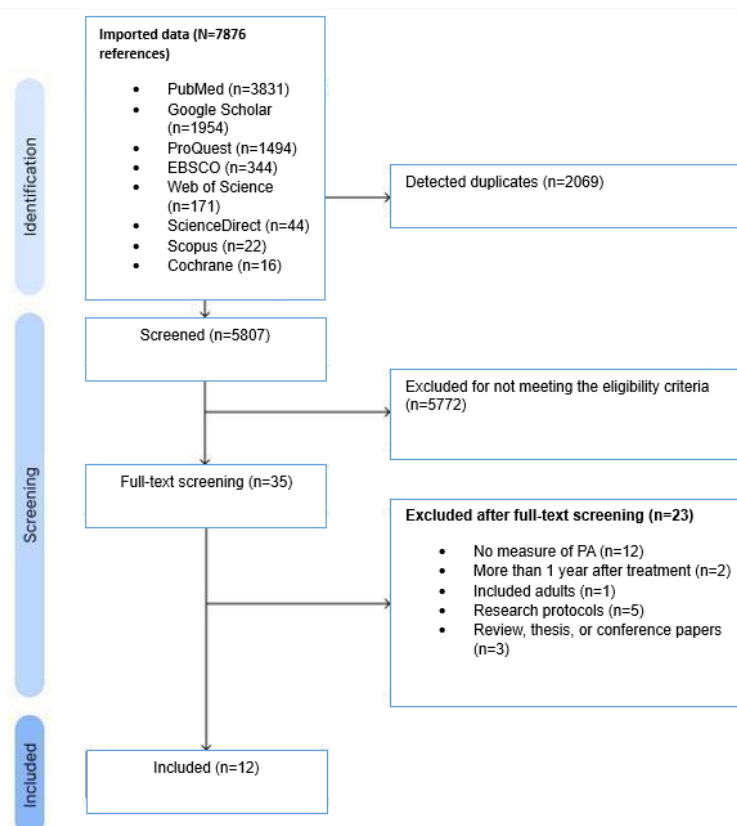 Imported data (N=7876
references)
• PubMed (n=3831)
• Google Scholar
(n=1954)
• ProQuest (n=1494)
• EBSCO (n=344)
• Web of Science
(n=171)
• ScienceDirect (n=44)
• Scopus (n=22)
• Cochrane (n=16)
Identification
Detected duplicates (n=2069)
Screened (n=5807)
Excluded for not meeting the eligibility criteria
(n=5772)
Screening
Full-text screening (n=35)
Excluded after full-text screening (n=23)
• No measure of PA (n=12)
• More than 1 year after treatment (n=2)
• Included adults (n=1)
• Research protocols (n=5)
• Review, thesis, or conference papers
(n=3)
Included
Included (n=12)